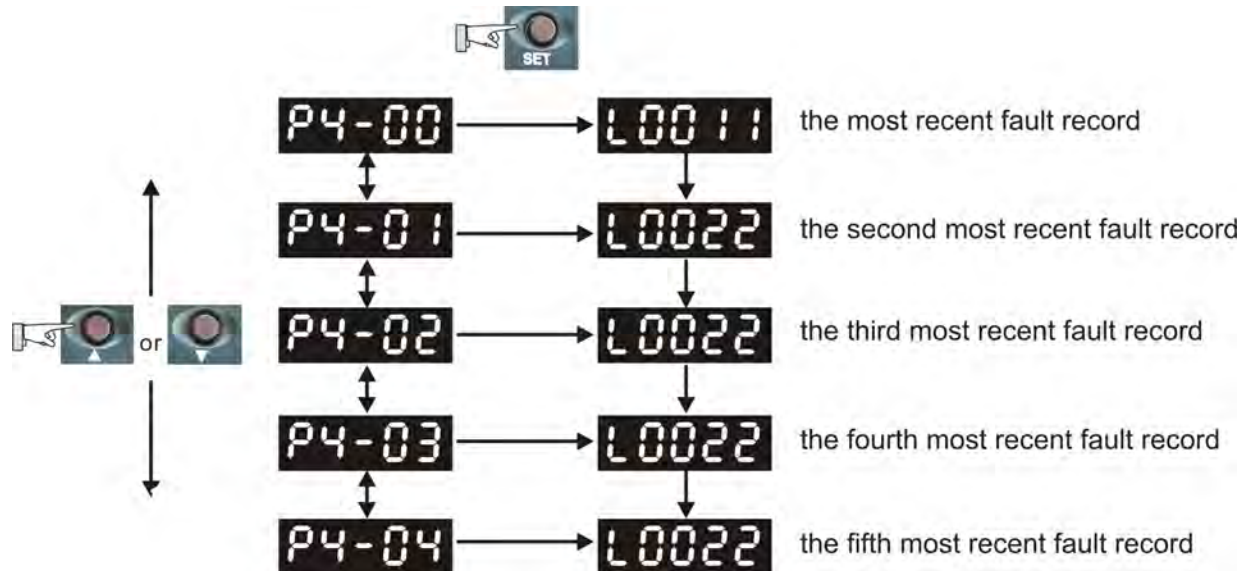 SET
P4-00 L0011 the most recent fault record
P4-01 L0022 the second most recent fault record
P4-02 L0022 the third most recent fault record
or
P4-03 L0022 the fourth most recent fault record
P4-04 L0022 the fifth most recent fault record